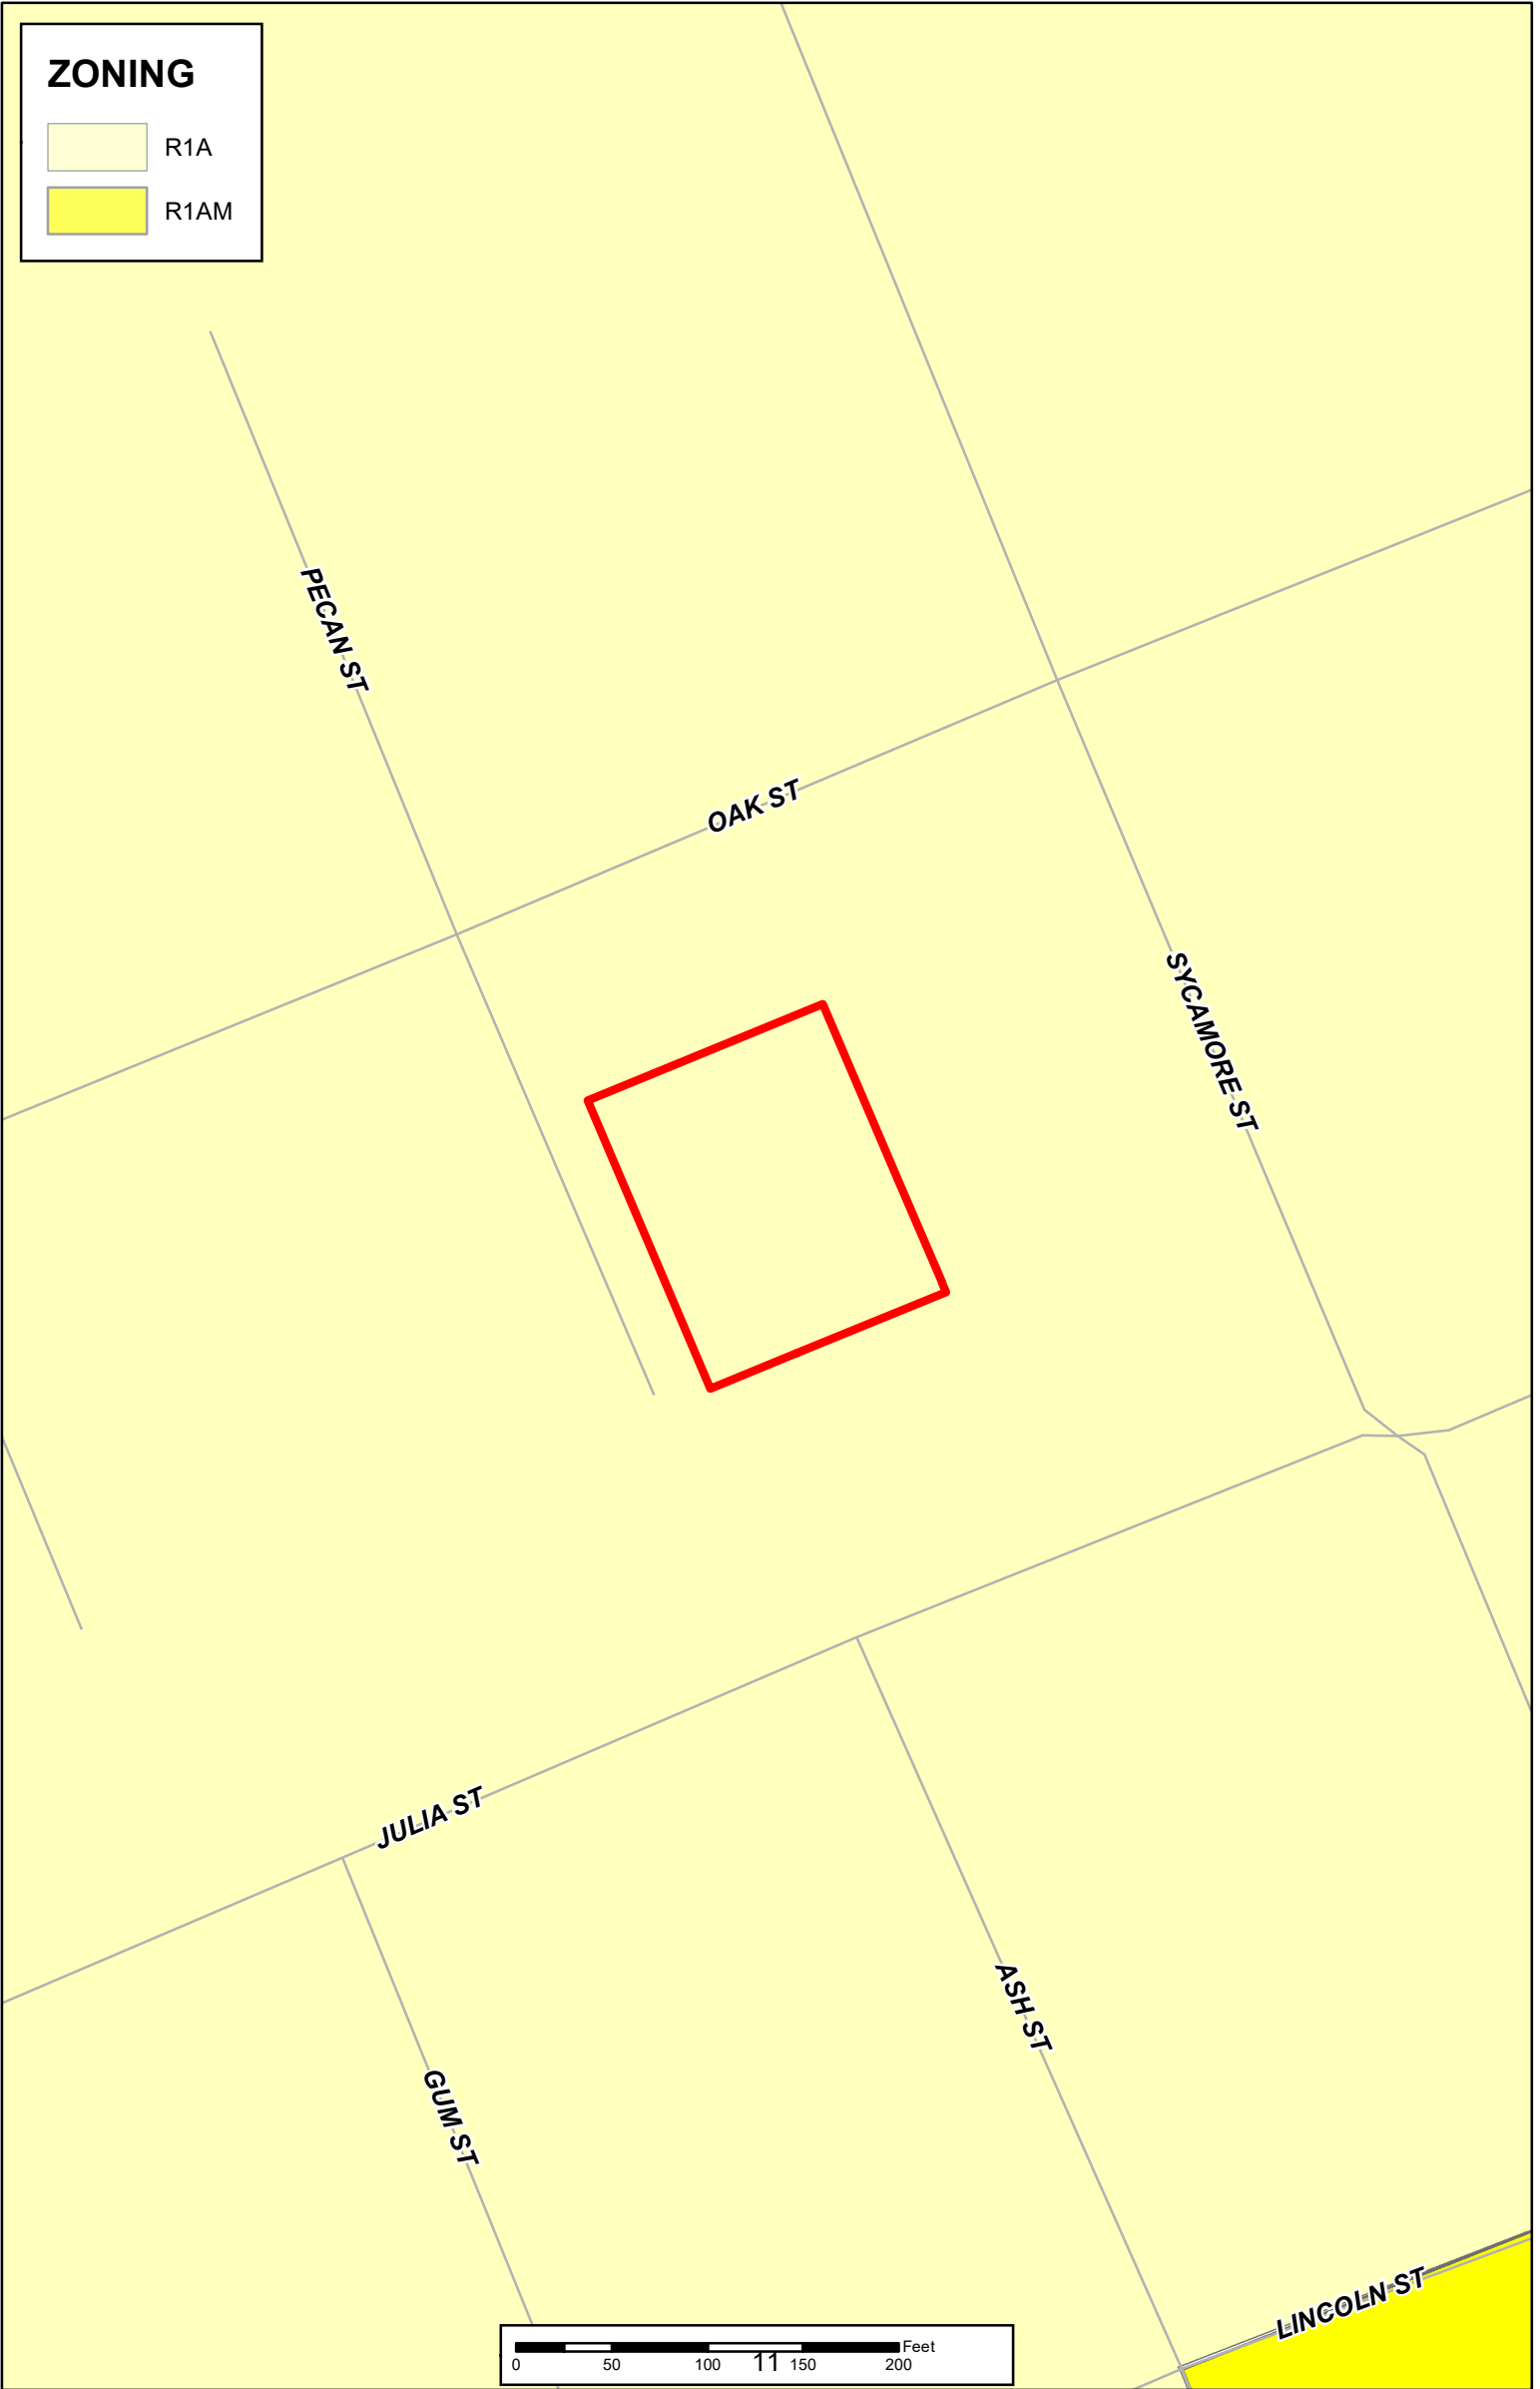 ZONING
R1A
R1AM
PECAN ST
OAK ST
SYCAMORE ST
JULIA ST
ASH ST
GUM ST
LINCOLN ST
Feet
0 50 100 11 150 200